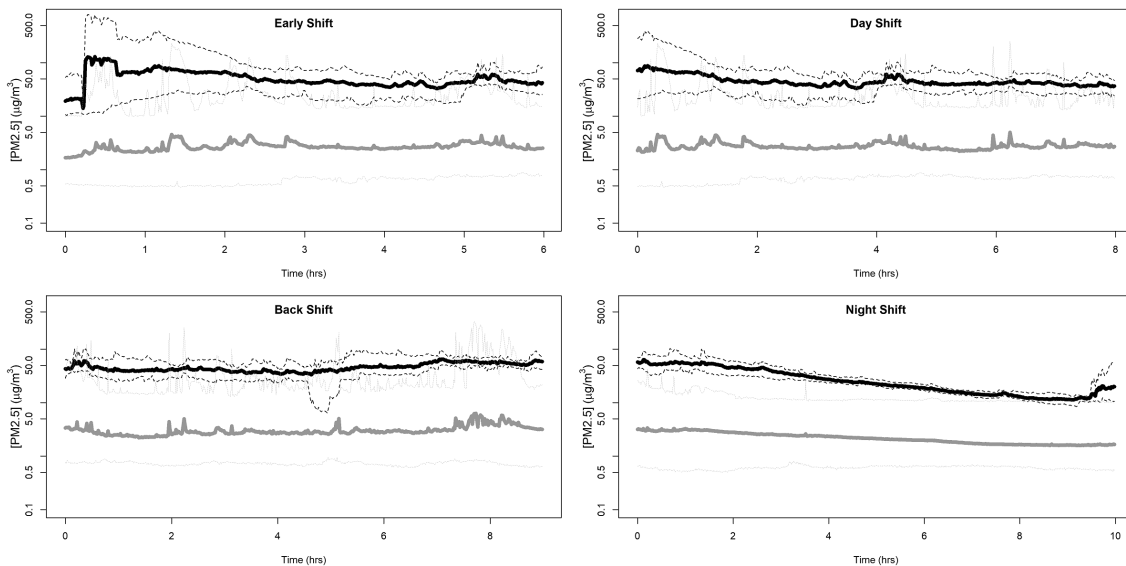 Early Shift
[PM2.5] (µg/m³)
500.0
50.0
5.0
0.5
0.1
0 1 2 3 4 5 6
Time (hrs)
Day Shift
[PM2.5] (µg/m³)
500.0
50.0
5.0
0.5
0.1
0 2 4 6 8
Time (hrs)
Back Shift
[PM2.5] (µg/m³)
500.0
50.0
5.0
0.5
0.1
0 2 4 6 8
Time (hrs)
Night Shift
[PM2.5] (µg/m³)
500.0
50.0
5.0
0.5
0.1
0 2 4 6 8 10
Time (hrs)